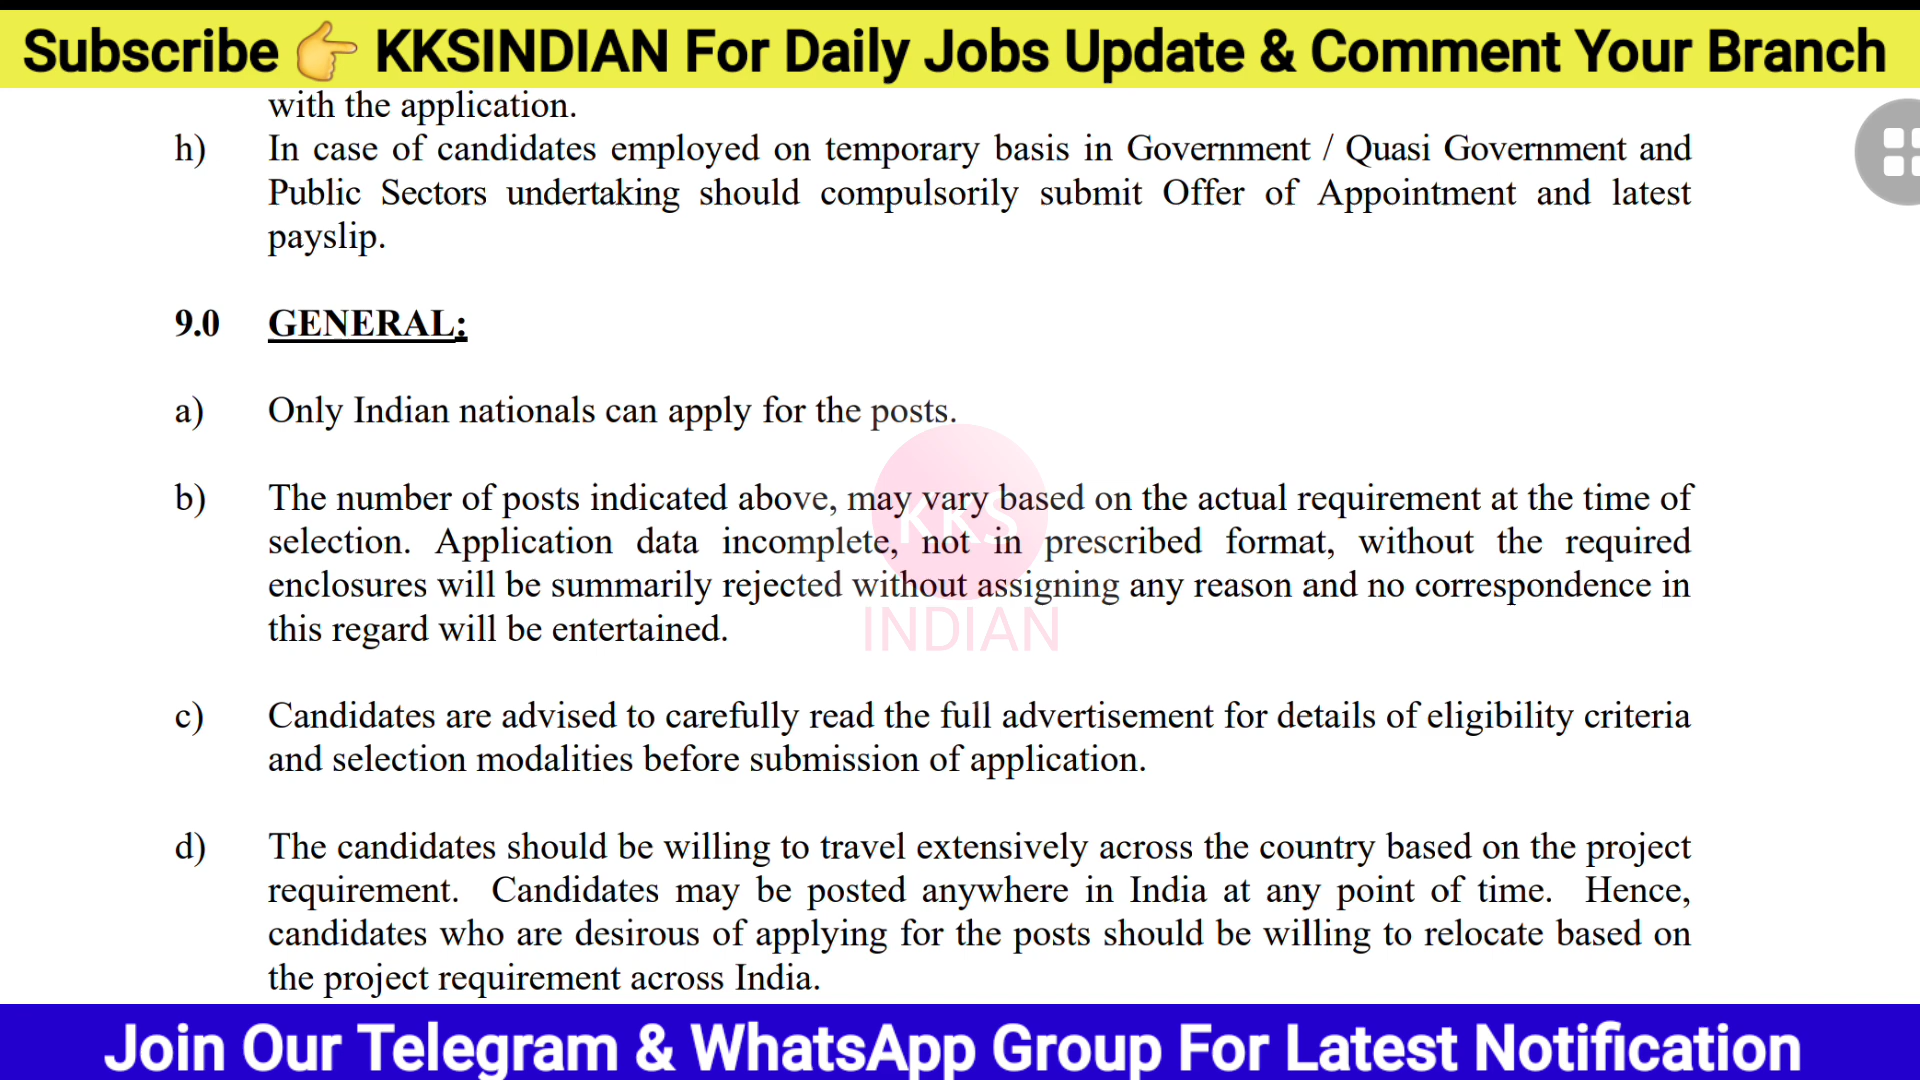 Subscribe 👉 KKSINDIAN For Daily Jobs Update & Comment Your Branch
with the application.
h) In case of candidates employed on temporary basis in Government / Quasi Government and
Public Sectors undertaking should compulsorily submit Offer of Appointment and latest
payslip.
9.0 GENERAL:
a) Only Indian nationals can apply for the posts.
b) The number of posts indicated above, may vary based on the actual requirement at the time of
selection. Application data incomplete, not in prescribed format, without the required
enclosures will be summarily rejected without assigning any reason and no correspondence in
this regard will be entertained.
KKS
INDIAN
c) Candidates are advised to carefully read the full advertisement for details of eligibility criteria
and selection modalities before submission of application.
d) The candidates should be willing to travel extensively across the country based on the project
requirement. Candidates may be posted anywhere in India at any point of time. Hence,
candidates who are desirous of applying for the posts should be willing to relocate based on
the project requirement across India.
Join Our Telegram & WhatsApp Group For Latest Notification